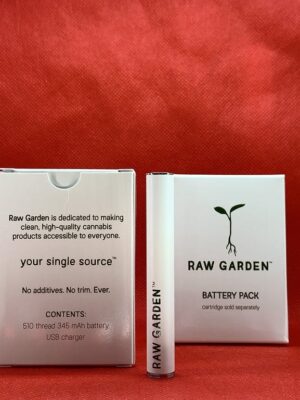 Raw Garden is dedicated to making
clean, high-quality cannabis
products accessible to everyone.
your single source™
No additives. No trim. Ever.
CONTENTS:
510 thread 345 mAh battery
USB charger
RAW GARDEN™
RAW GARDEN™
BATTERY PACK
cartridge sold separately